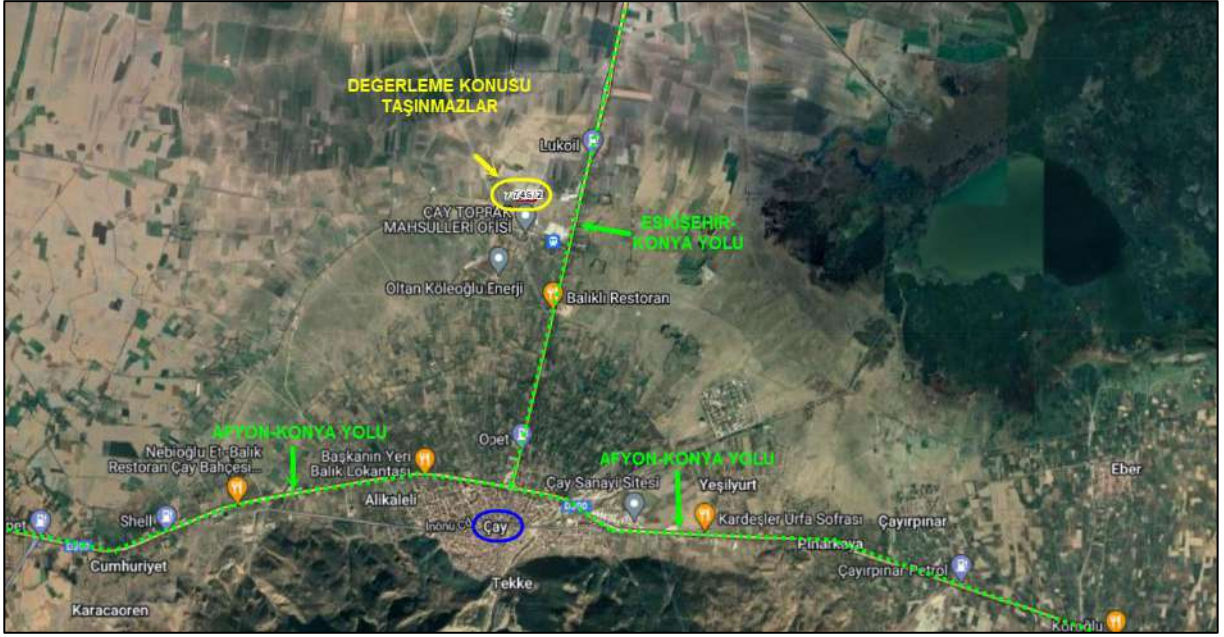 DEĞERLEME KONUSU
TAŞINMAZLAR
Lukoil
ÇAY TOPRAK
MAHSULLERİ OFİSİ
ESKİŞEHİR-
KONYA YOLU
Oltan Köleoğlu Enerji
Balıklı Restoran
AFYON-KONYA YOLU
Nebioğlu Et-Balık
Restoran Çay Bahçesi...
Başkanın Yeri
Balık Lokantası
Opet
AFYON-KONYA YOLU
Çay Sanayi Sitesi
Yeşilyurt
Eber
Alikaleli
Shell
Çay
Kardeşler Urfa Sofrası
Çayırpınar
Pınarkaya
Cumhuriyet
Çayırpınar Petrol
Tekke
Karacaoren
Köroğlu